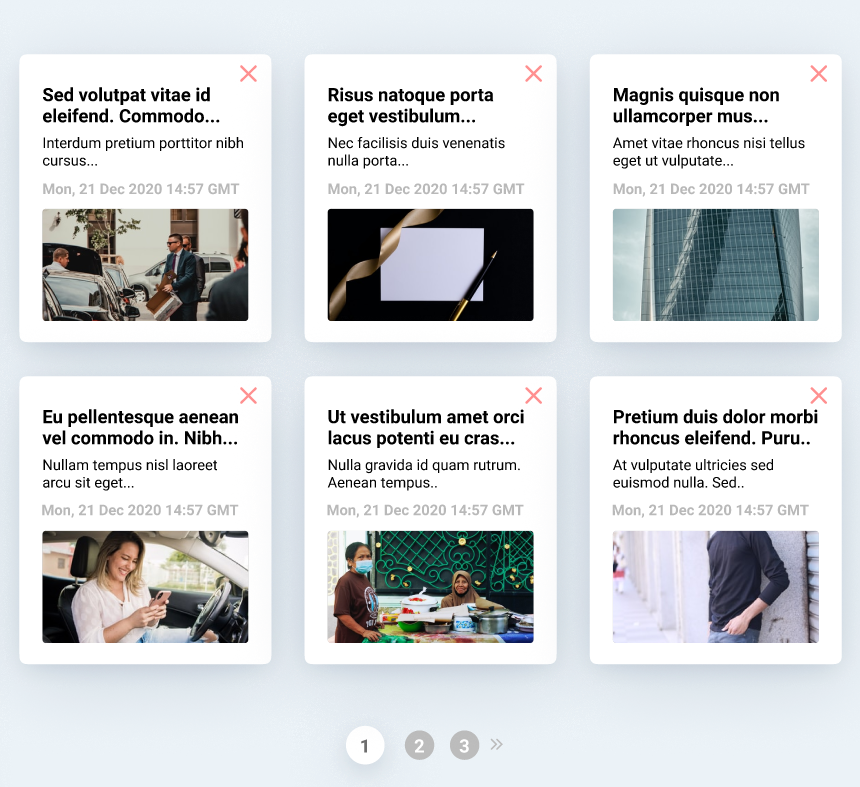 Sed volutpat vitae id
eleifend. Commodo...
Interdum pretium porttitor nibh
cursus...
Mon, 21 Dec 2020 14:57 GMT
Risus natoque porta
eget vestibulum...
Nec facilisis duis venenatis
nulla porta...
Mon, 21 Dec 2020 14:57 GMT
Magnis quisque non
ullamcorper mus...
Amet vitae rhoncus nisi tellus
eget ut vulputate...
Mon, 21 Dec 2020 14:57 GMT
Eu pellentesque aenean
vel commodo in. Nibh...
Nullam tempus nisl laoreet
arcu sit eget...
Mon, 21 Dec 2020 14:57 GMT
Ut vestibulum amet orci
lacus potenti eu cras...
Nulla gravida id quam rutrum.
Aenean tempus..
Mon, 21 Dec 2020 14:57 GMT
Pretium duis dolor morbi
rhoncus eleifend. Puru..
At vulputate ultricies sed
euismod nulla. Sed..
Mon, 21 Dec 2020 14:57 GMT
1 2 3 »